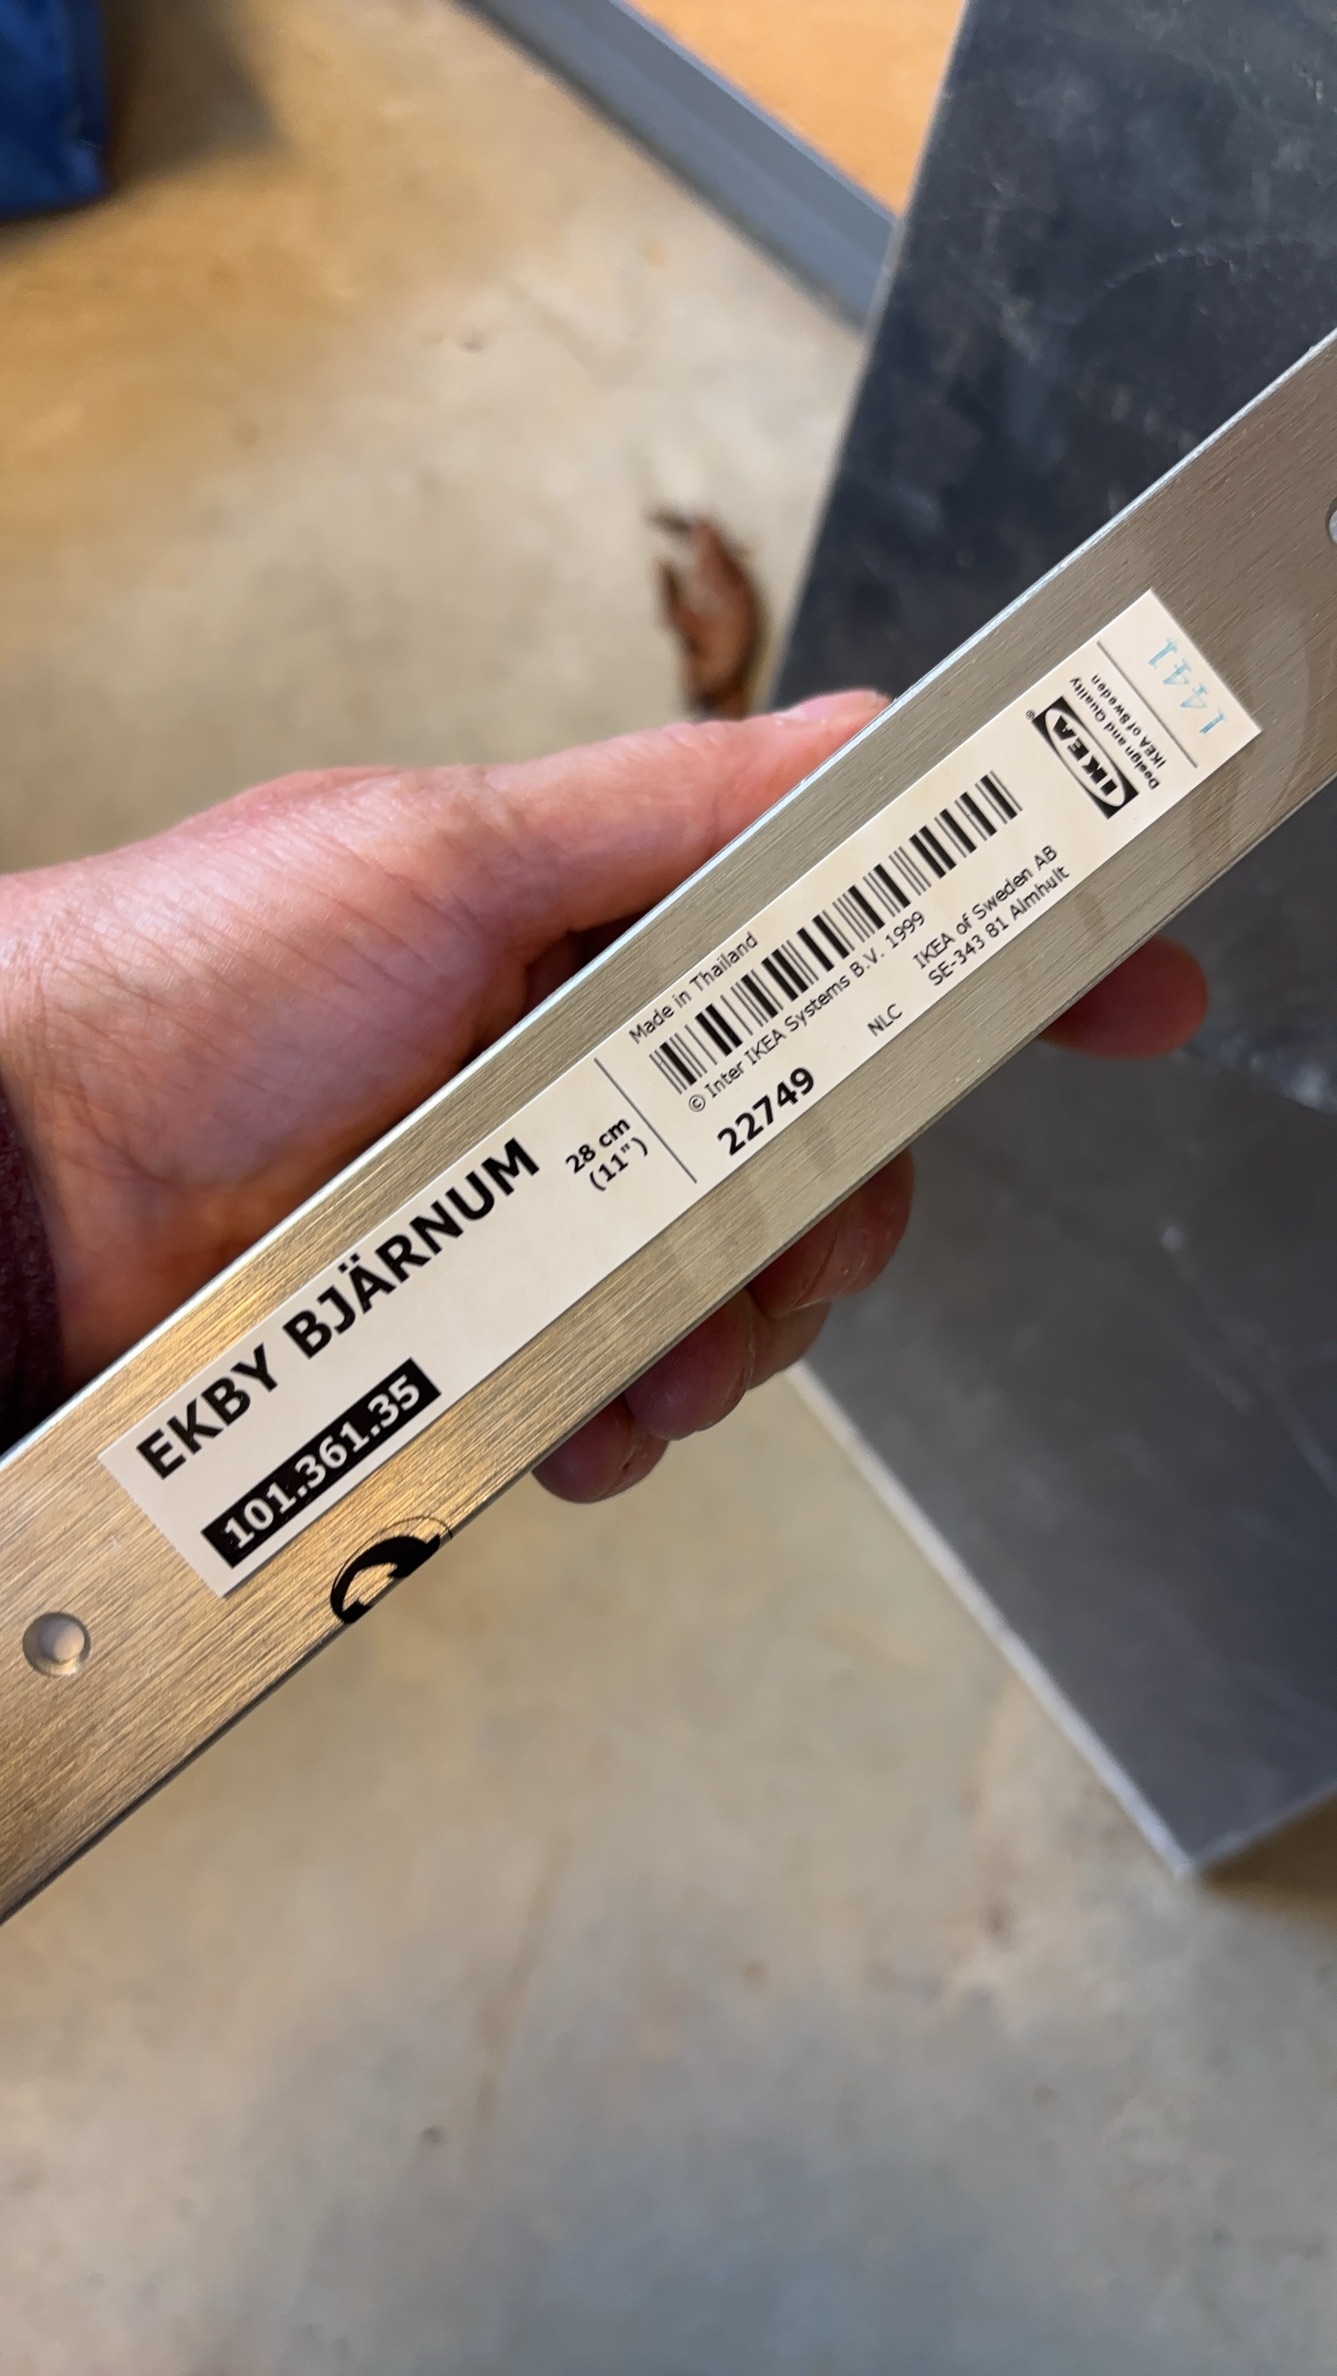 EKBY BJÄRNUM
101.361.35
28 cm
(11")
Made in Thailand
© Inter IKEA Systems B.V. 1999
22749
NLC
IKEA of Sweden AB
SE-343 81 Älmhult
IKEA®
Design and Quality
IKEA of Sweden
1441